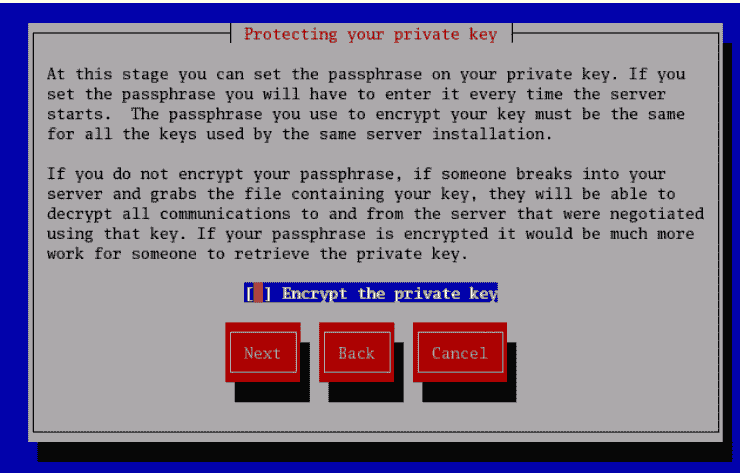 Protecting your private key
At this stage you can set the passphrase on your private key. If you
set the passphrase you will have to enter it every time the server
starts.  The passphrase you use to encrypt your key must be the same
for all the keys used by the same server installation.
If you do not encrypt your passphrase, if someone breaks into your
server and grabs the file containing your key, they will be able to
decrypt all communications to and from the server that were negotiated
using that key. If your passphrase is encrypted it would be much more
work for someone to retrieve the private key.
[ ] Encrypt the private key
Next Back Cancel